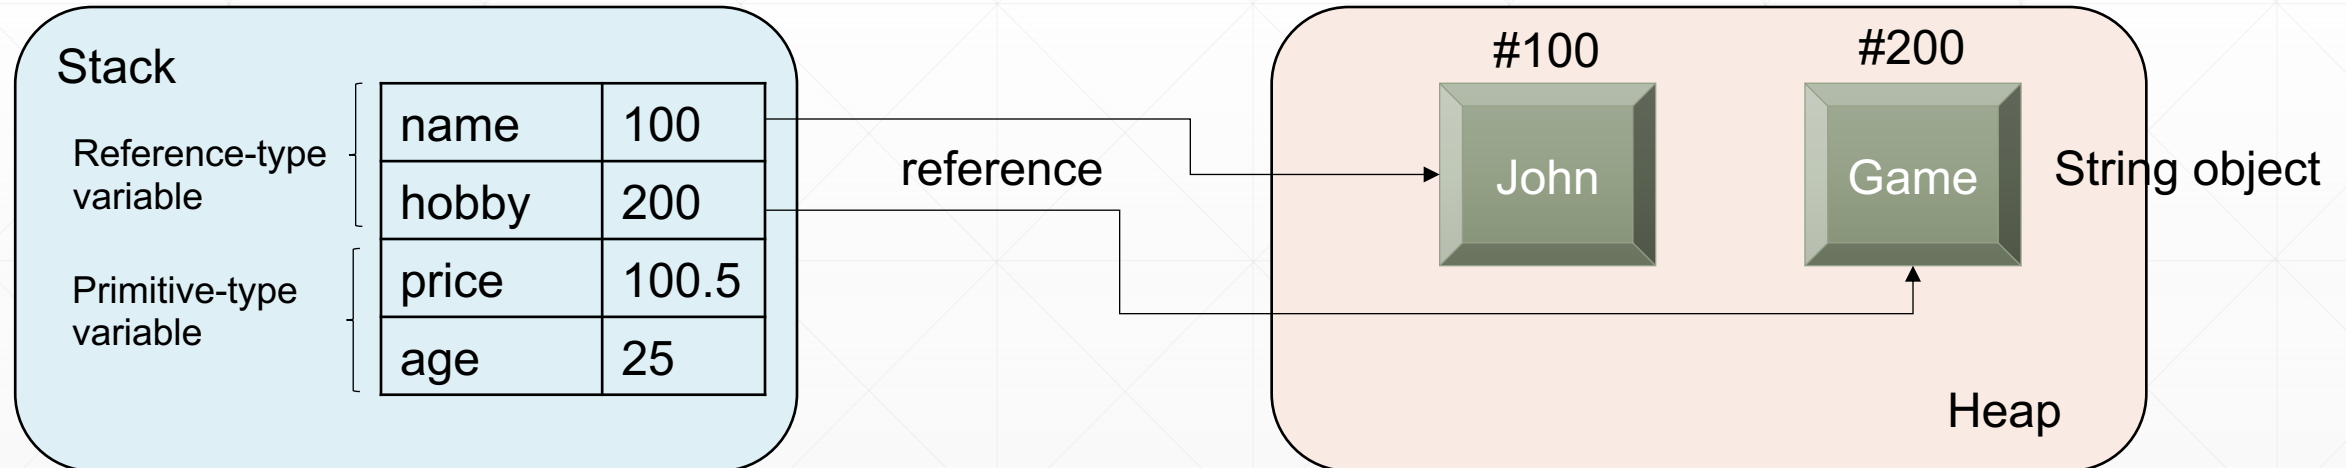 Stack
Reference-type
variable
Primitive-type
variable
name 100
hobby 200
price 100.5
age 25
reference
#100
#200
John
Game
String object
Heap